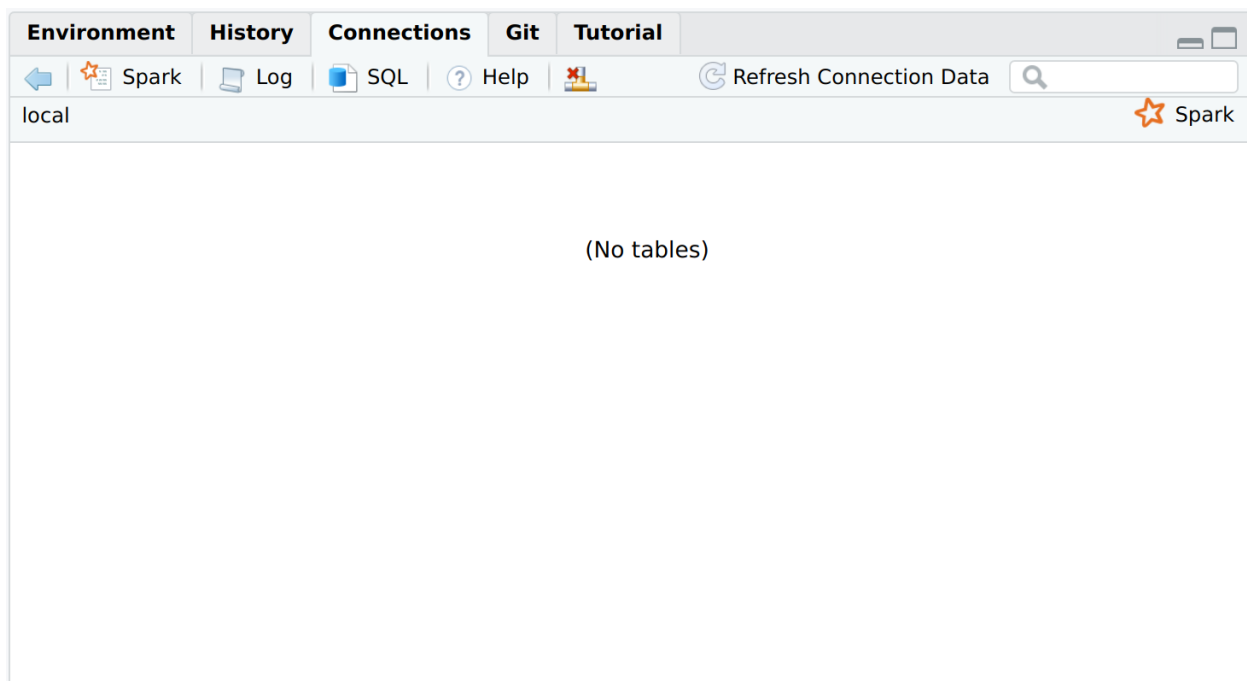 Environment History Connections Git Tutorial
Spark Log SQL ? Help Refresh Connection Data
local Spark
(No tables)